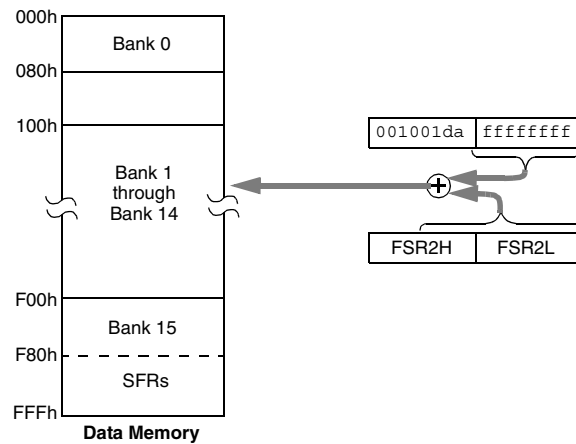 000h
Bank 0
080h
100h
Bank 1
through
Bank 14
F00h
Bank 15
F80h
SFRs
FFFh
Data Memory
001001da ffffffff
+
FSR2H FSR2L